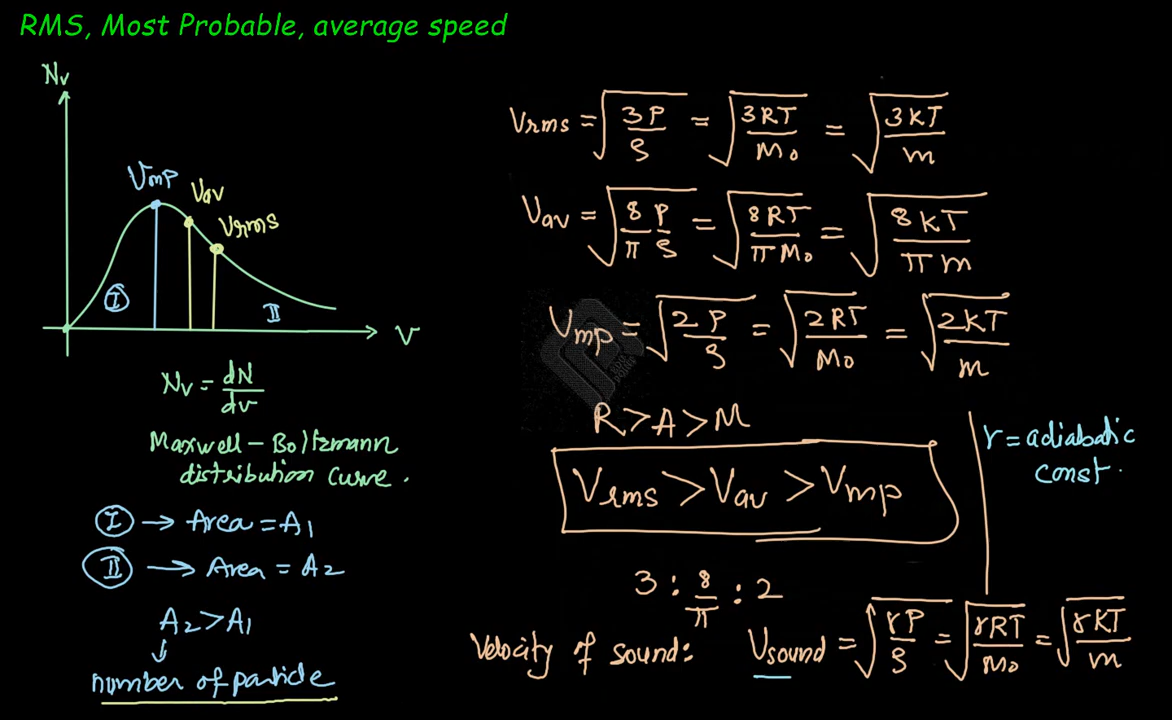 RMS, Most Probable, average speed
Nv
Vmp
Vav
Vrms
I
II
V
Nv = dN/dv
Maxwell - Boltzmann
distribution curve.
I → Area = A1
II → Area = A2
A2 > A1
↓
number of particle
Vrms = √(3P/ρ) = √(3RT/M0) = √(3KT/m)
Vav = √(8/π P/ρ) = √(8RT/πM0) = √(8KT/πm)
Vmp = √(2P/ρ) = √(2RT/M0) = √(2KT/m)
R > A > M
Vrms > Vav > Vmp
3 : 8/π : 2
γ = adiabatic
const.
Velocity of sound: Vsound = √(γP/ρ) = √(γRT/M0) = √(γKT/m)